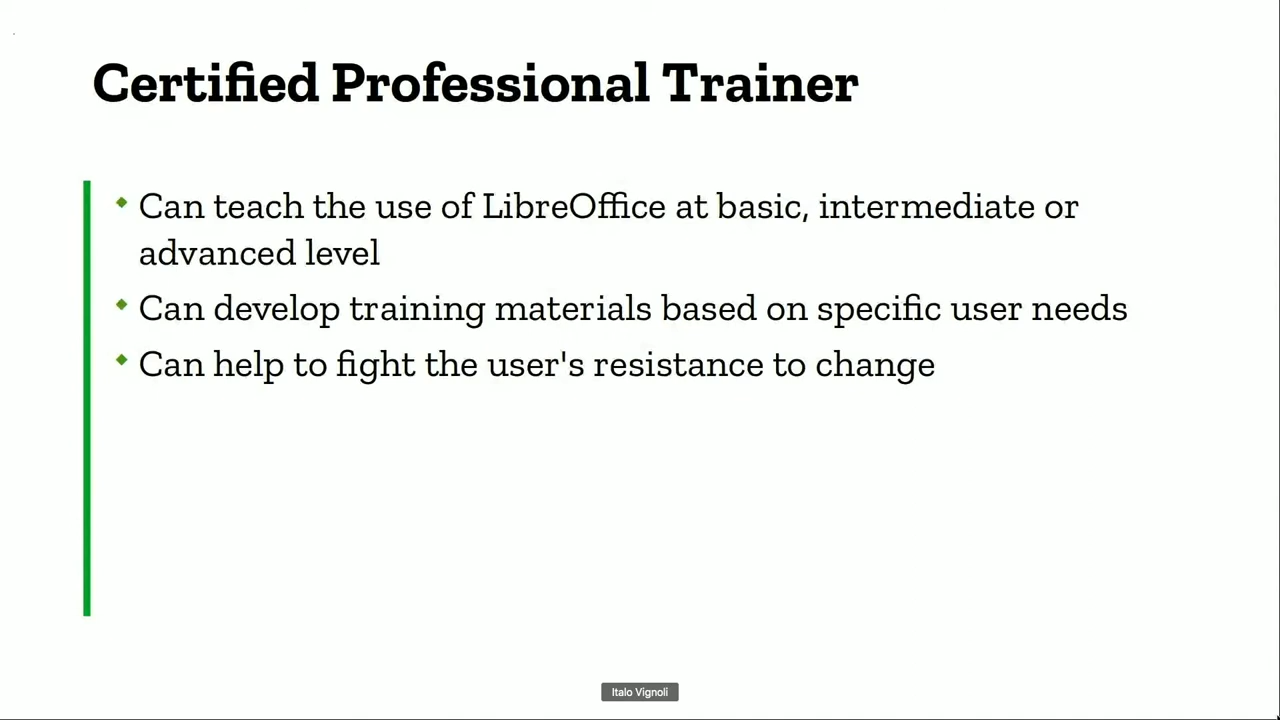 Certified Professional Trainer
Can teach the use of LibreOffice at basic, intermediate or
advanced level
Can develop training materials based on specific user needs
Can help to fight the user's resistance to change
Italo Vignoli